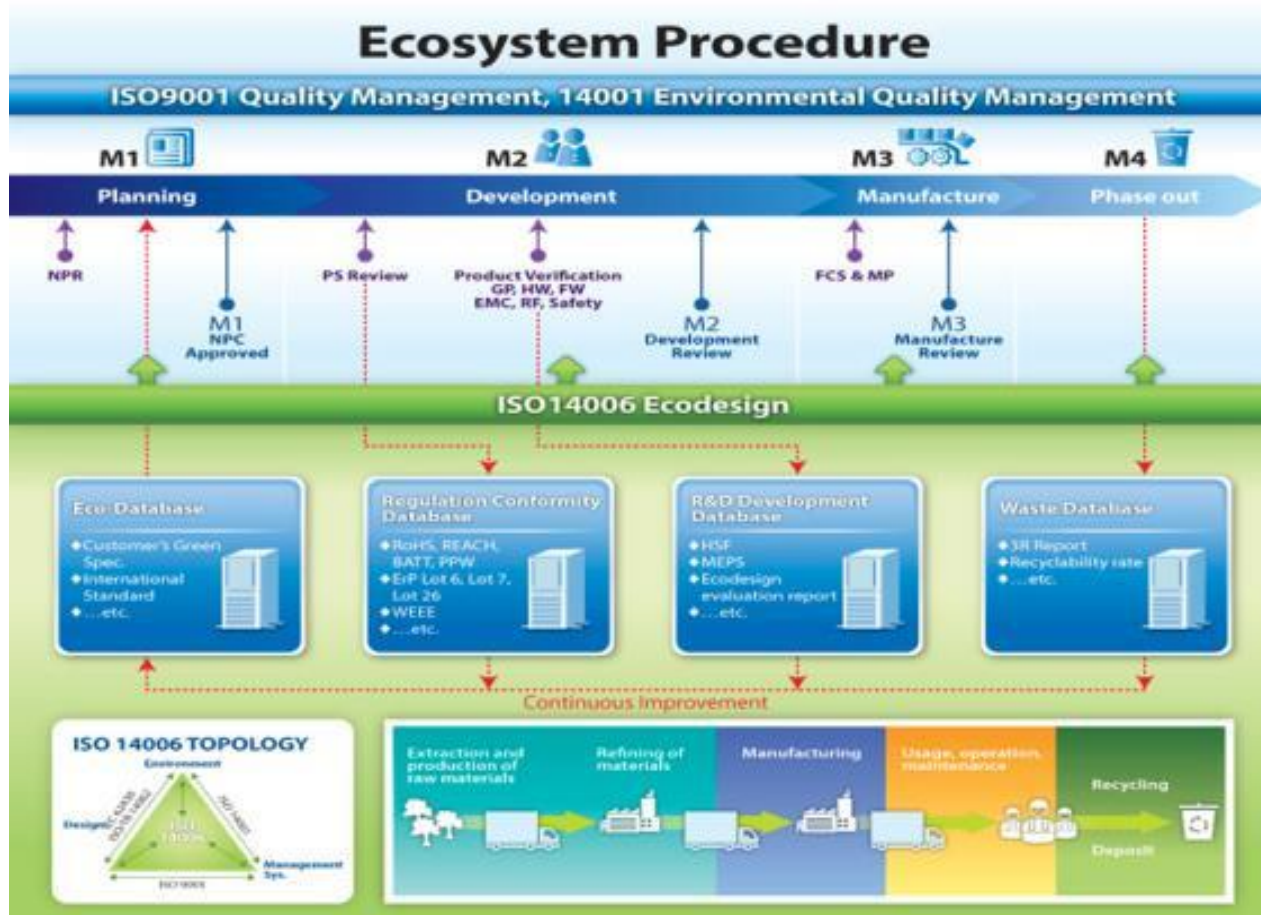 Ecosystem Procedure
ISO9001 Quality Management, 14001 Environmental Quality Management
M1
M2
M3
M4
Planning
Development
Manufacture
Phase out
NPR
M1
NPC
Approved
PS Review
Product Verification
GP, HW, FW
EMC, RF, Safety
M2
Development
Review
FCS & MP
M3
Manufacture
Review
ISO14006 Ecodesign
Eco-Database
◆Customer's Green
Spec.
◆International
Standard
◆...etc.
Regulation Conformity
Database
◆RoHS, REACH,
BATT, PPW
◆ErP Lot 6, Lot 7,
Lot 26
◆WEEE
◆...etc.
R&D Development
Database
◆HSF
◆MEPS
◆Ecodesign
evaluation report
◆...etc.
Waste Database
◆3R Report
◆Recyclability rate
◆...etc.
Continuous Improvement
ISO 14006 TOPOLOGY
Environment
Design
ISO 14001
ISO
14006
Management
Sys.
ISO 9001
Extraction and
production of
raw materials
Refining of
materials
Manufacturing
Usage, operation,
maintenance
Recycling
Deposit